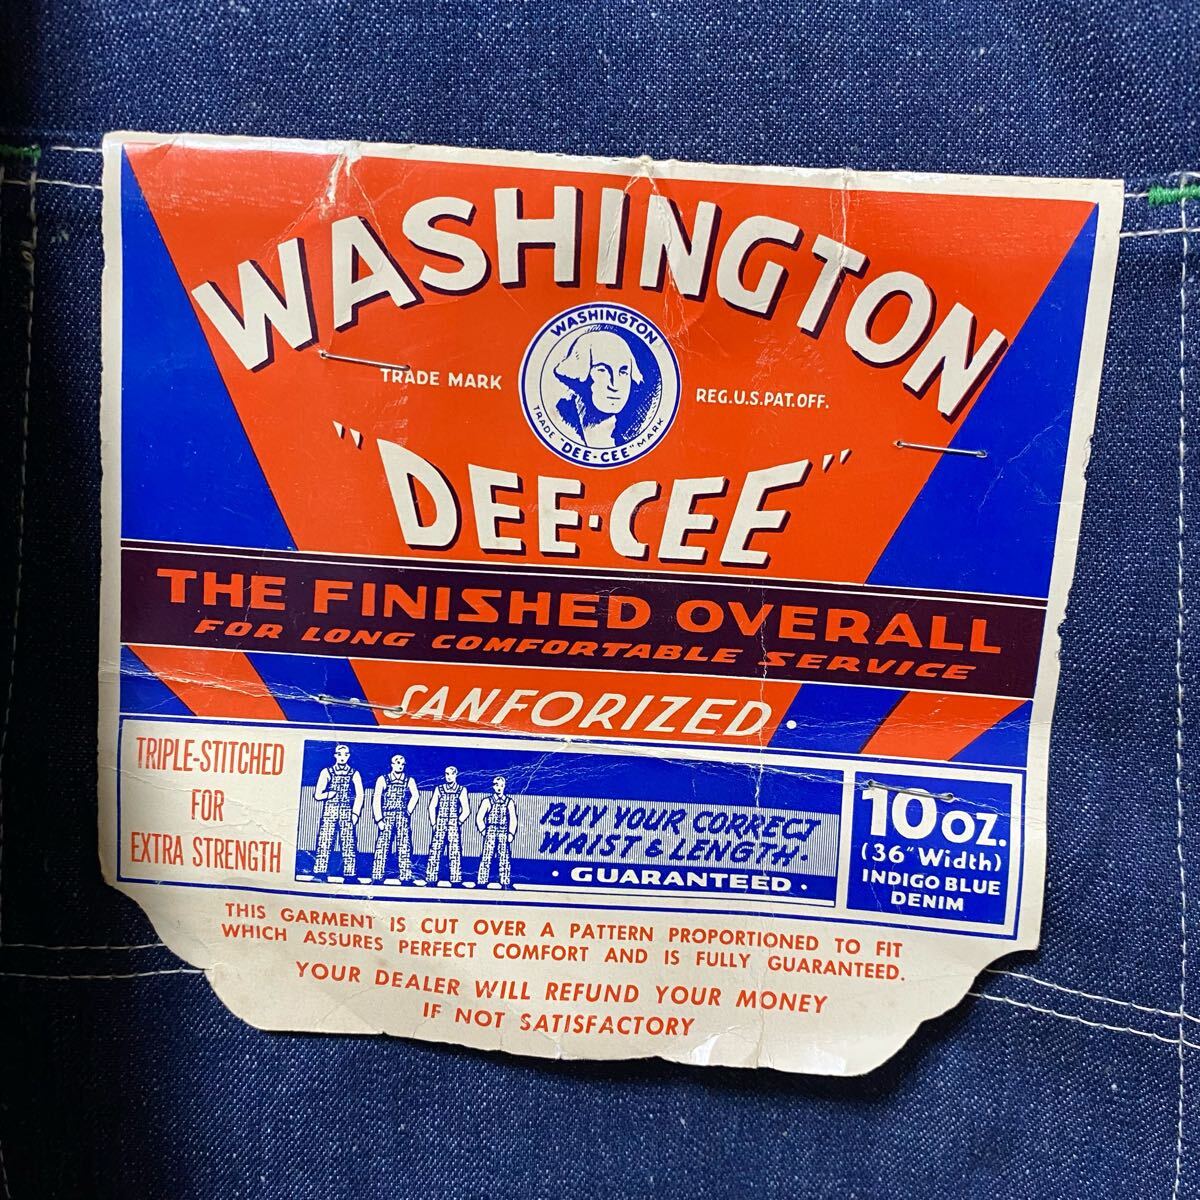 WASHINGTON
WASHINGTON
TRADE MARK
REG.U.S.PAT.OFF.
TRADE "DEE-CEE" MARK
"DEE-CEE"
THE FINISHED OVERALL
FOR LONG COMFORTABLE SERVICE
SANFORIZED.
TRIPLE-STITCHED
FOR
EXTRA STRENGTH
BUY YOUR CORRECT
WAIST & LENGTH.
· GUARANTEED ·
10 OZ.
(36" Width)
INDIGO BLUE
DENIM
THIS GARMENT IS CUT OVER A PATTERN PROPORTIONED TO FIT
WHICH ASSURES PERFECT COMFORT AND IS FULLY GUARANTEED.
YOUR DEALER WILL REFUND YOUR MONEY
IF NOT SATISFACTORY